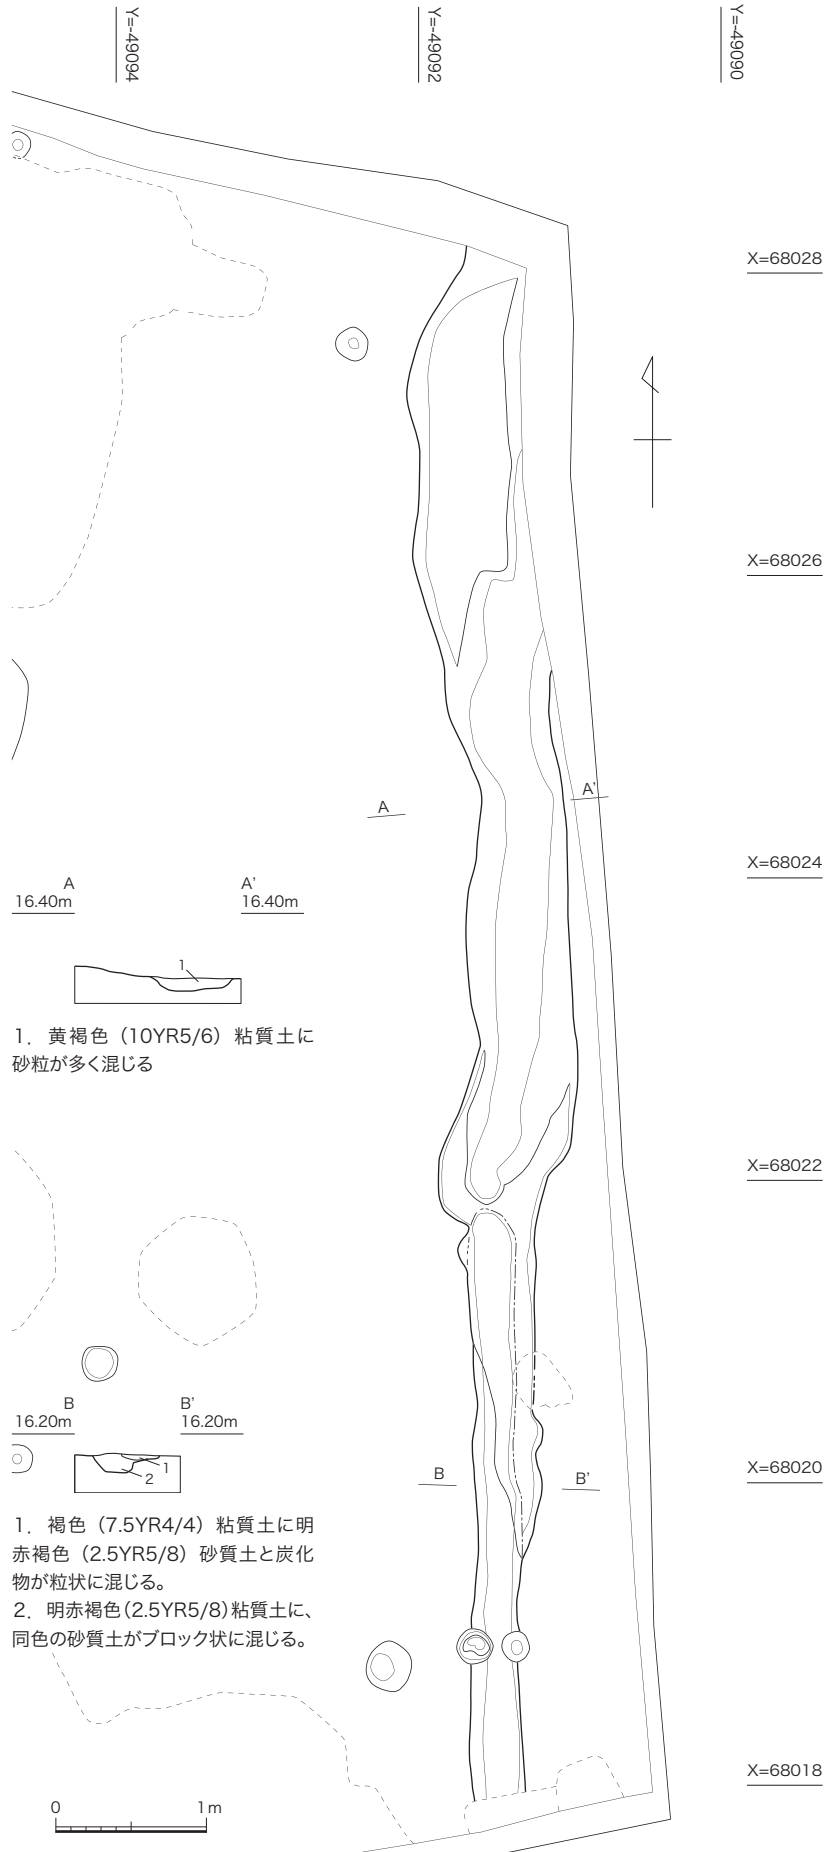 Y=-49094
Y=-49092
Y=-49090
X=68028
X=68026
A
A'
X=68024
A
A'
16.40m
16.40m
1
1. 黄褐色（10YR5/6）粘質土に
砂粒が多く混じる
X=68022
B
B'
16.20m
16.20m
1
2
B
B'
X=68020
1. 褐色（7.5YR4/4）粘質土に明
赤褐色（2.5YR5/8）砂質土と炭化
物が粒状に混じる。
2. 明赤褐色（2.5YR5/8）粘質土に、
同色の砂質土がブロック状に混じる。
X=68018
0
1m